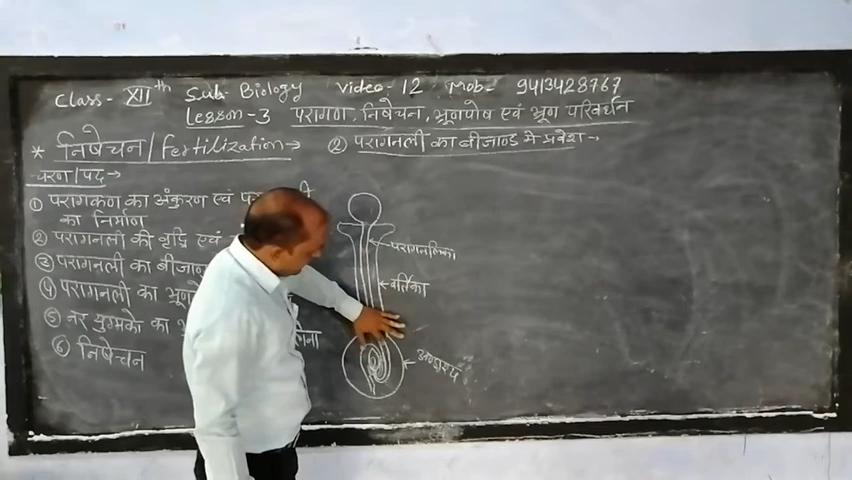 Class- XIIth Sub- Biology Video- 12 Mob- 9413428767
Lesson -3 परागण, निषेचन, भ्रूणपोष एवं भ्रूण परिवर्धन
* निषेचन / Fertilization →
② परागनली का बीजाण्ड में प्रवेश →
चरण / पद
① परागकण का अंकुरण एवं
का निर्माण
② परागनली की वृद्धि एवं
③ परागनली का
④ परागनली का
⑤ नर युग्मको का
⑥ निषेचन
परागनलिका
वर्तिका
अण्डाशय